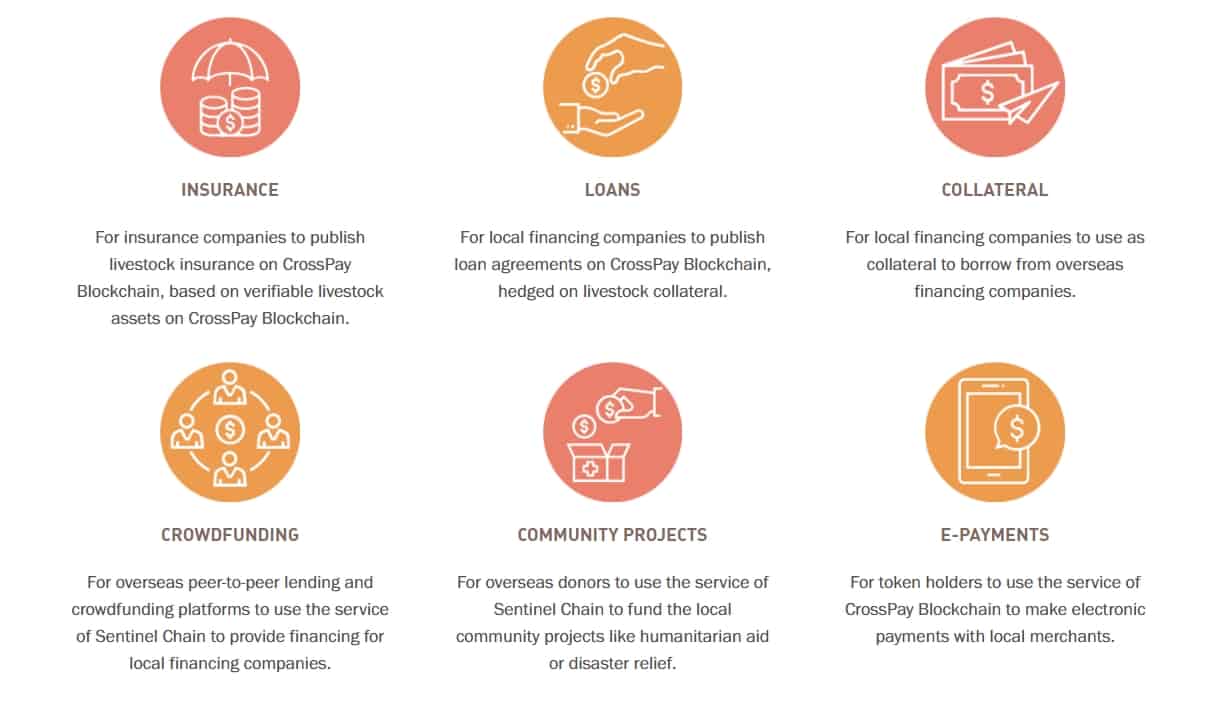 INSURANCE
For insurance companies to publish
livestock insurance on CrossPay
Blockchain, based on verifiable livestock
assets on CrossPay Blockchain.
LOANS
For local financing companies to publish
loan agreements on CrossPay Blockchain,
hedged on livestock collateral.
COLLATERAL
For local financing companies to use as
collateral to borrow from overseas
financing companies.
CROWDFUNDING
For overseas peer-to-peer lending and
crowdfunding platforms to use the service
of Sentinel Chain to provide financing for
local financing companies.
COMMUNITY PROJECTS
For overseas donors to use the service of
Sentinel Chain to fund the local
community projects like humanitarian aid
or disaster relief.
E-PAYMENTS
For token holders to use the service of
CrossPay Blockchain to make electronic
payments with local merchants.